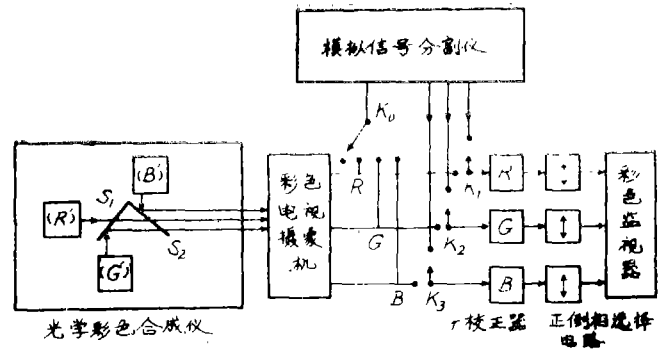 模拟信号分割仪
K₀
(B')
S₁
(R')
S₂
(G')
光学彩色合成仪
彩色电视摄象机
R
G
B
K₁
K₂
K₃
R
G
B
彩色监视器
γ校正器
正倒相选择电路